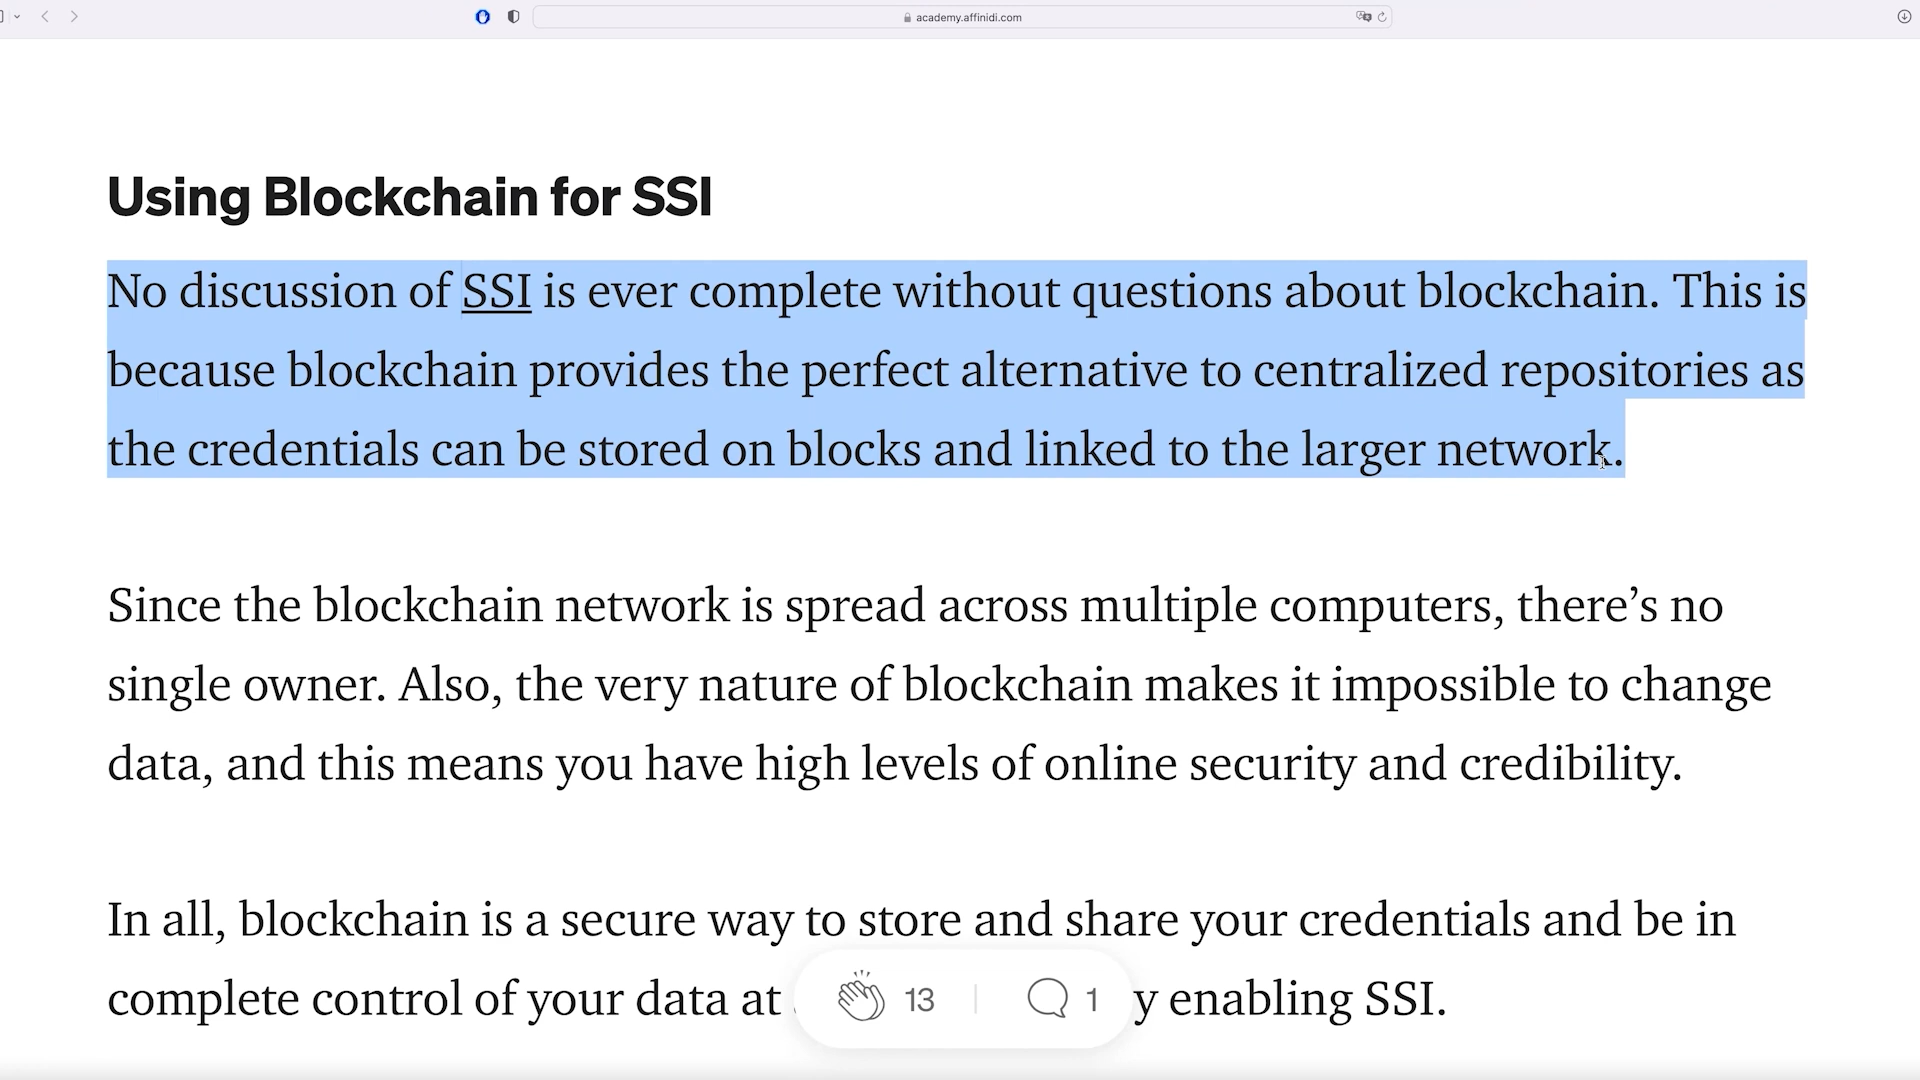 academy.affinidi.com
Using Blockchain for SSI
No discussion of SSI is ever complete without questions about blockchain. This is
because blockchain provides the perfect alternative to centralized repositories as
the credentials can be stored on blocks and linked to the larger network.
Since the blockchain network is spread across multiple computers, there’s no
single owner. Also, the very nature of blockchain makes it impossible to change
data, and this means you have high levels of online security and credibility.
In all, blockchain is a secure way to store and share your credentials and be in
complete control of your data at y enabling SSI.
13 1